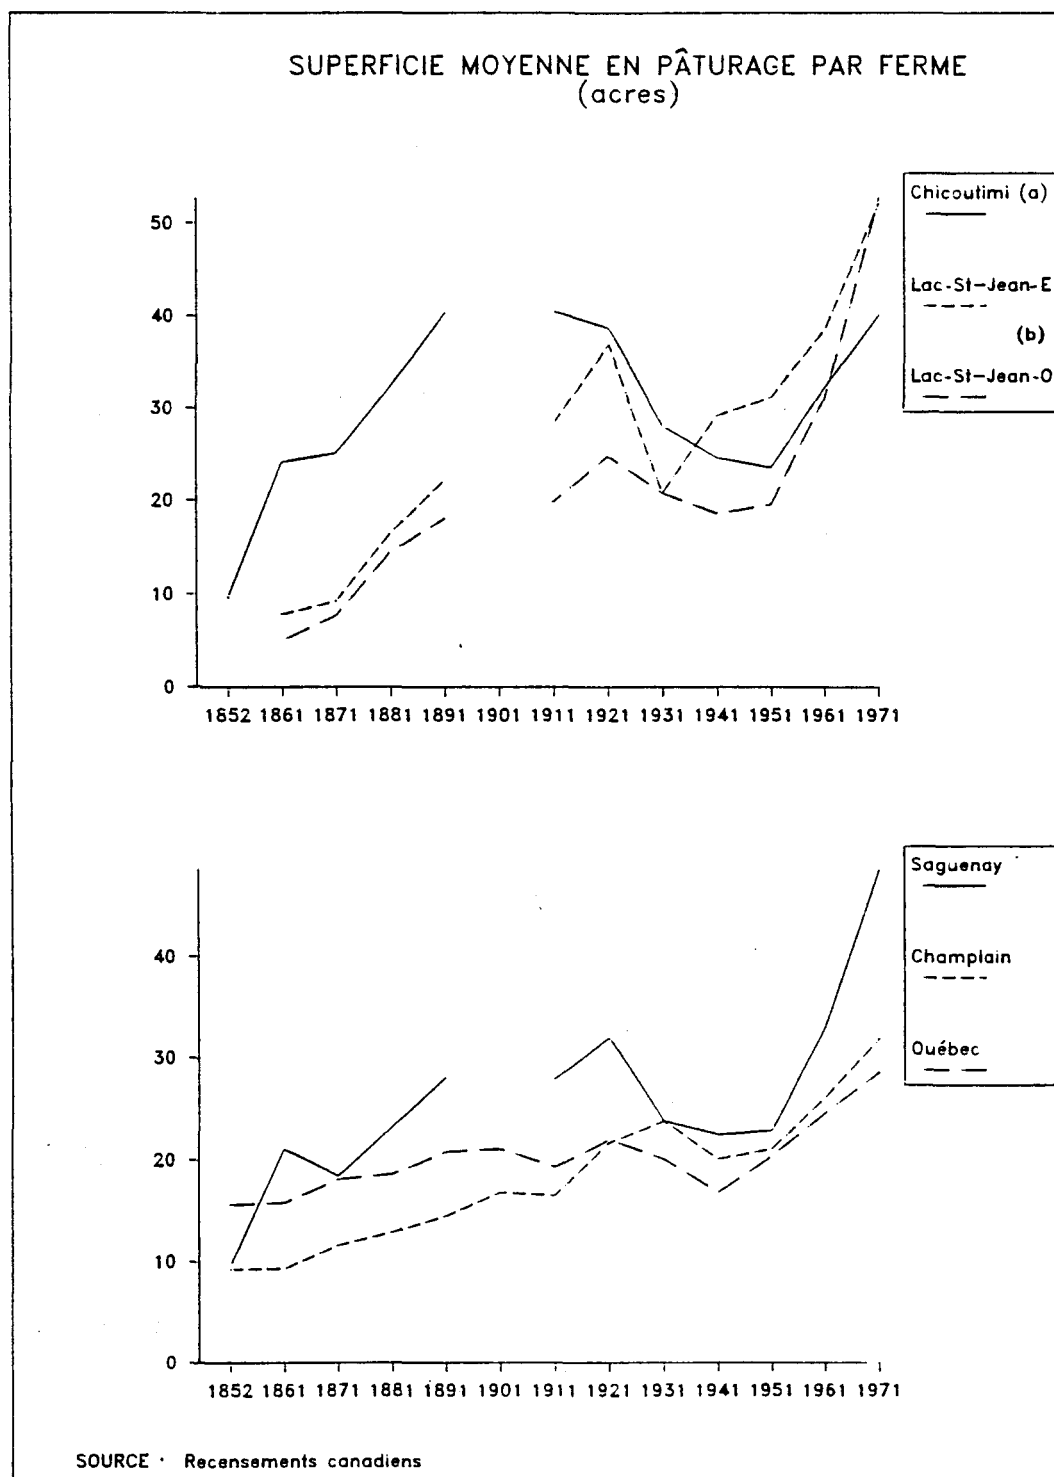 SUPERFICIE MOYENNE EN PÂTURAGE PAR FERME
(acres)
Chicoutimi (a)
Lac-St-Jean-E
(b)
Lac-St-Jean-O
50
40
30
20
10
0
1852 1861 1871 1881 1891 1901 1911 1921 1931 1941 1951 1961 1971
Saguenay
Champlain
Québec
40
30
20
10
0
1852 1861 1871 1881 1891 1901 1911 1921 1931 1941 1951 1961 1971
SOURCE · Recensements canadiens